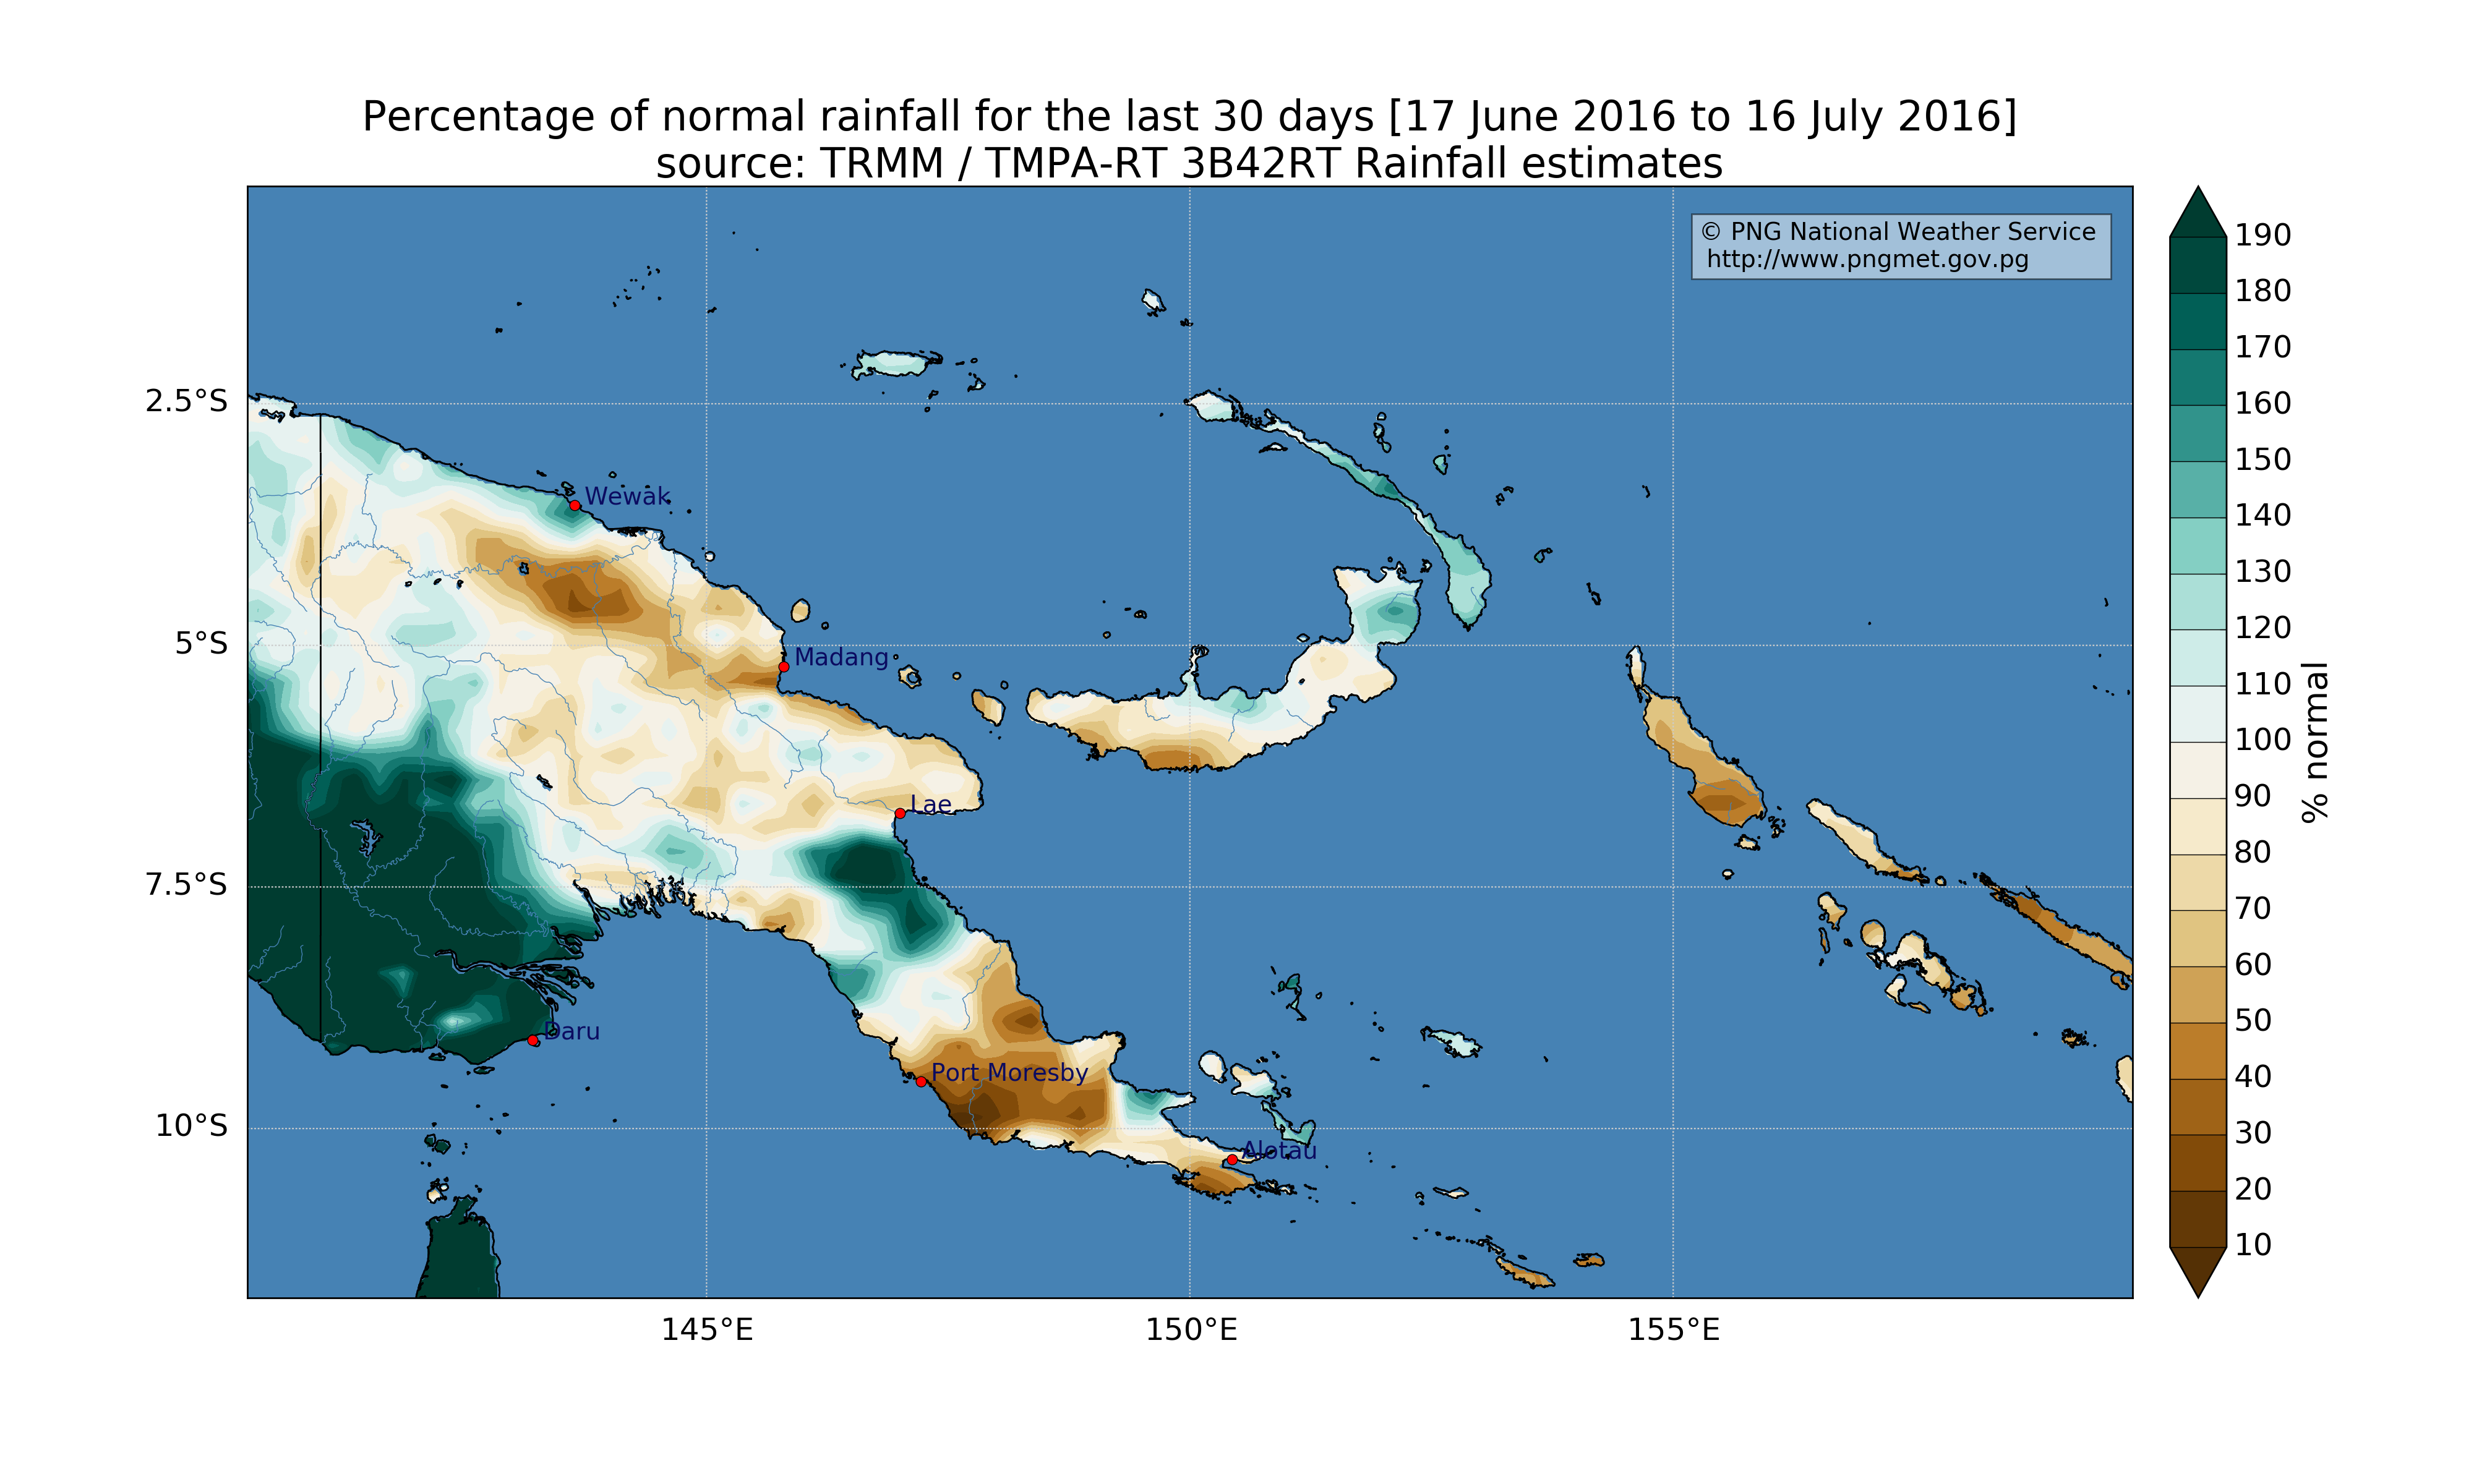 Percentage of normal rainfall for the last 30 days [17 June 2016 to 16 July 2016]
source: TRMM / TMPA-RT 3B42RT Rainfall estimates
© PNG National Weather Service
http://www.pngmet.gov.pg
190
180
170
160
150
140
130
120
110
100
90
80
70
60
50
40
30
20
10
% normal
2.5°S
5°S
7.5°S
10°S
Wewak
Madang
Lae
Daru
Port Moresby
Alotau
145°E
150°E
155°E